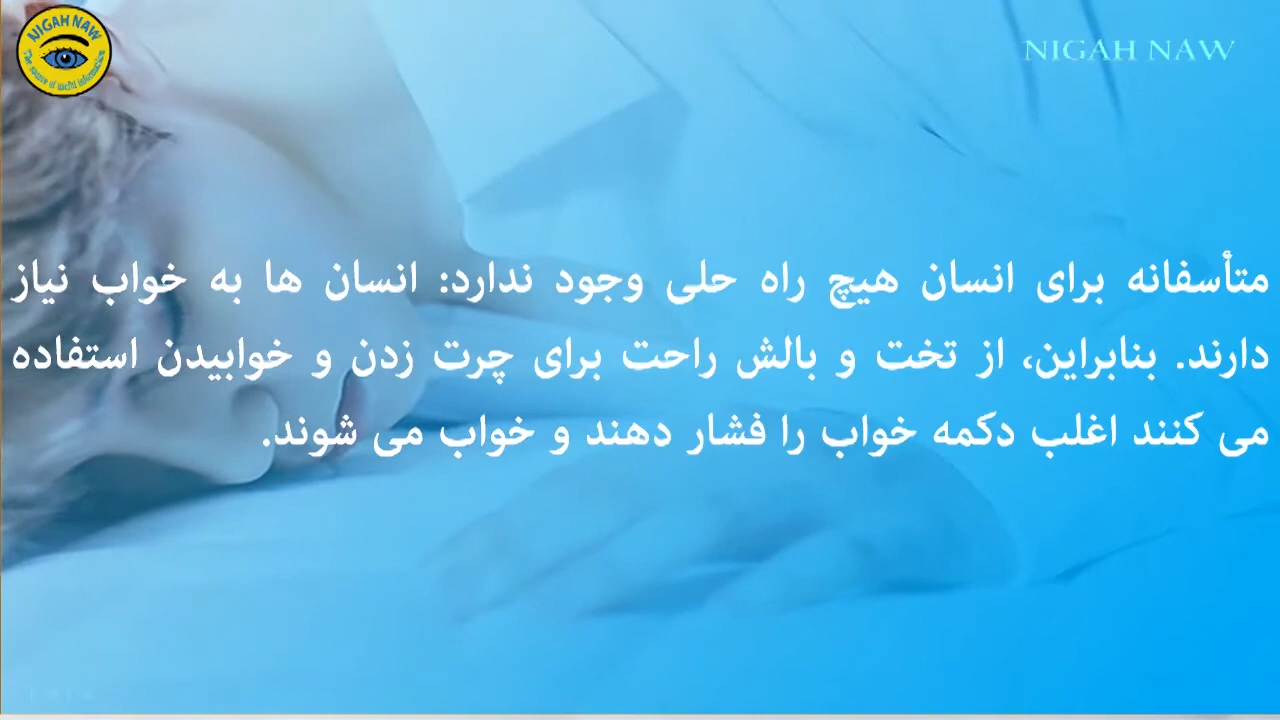 NIGAH NAW
NIGAH NAW
متأسفانه برای انسان هیچ راه حلی وجود ندارد: انسان ها به خواب نیاز
دارند. بنابراین، از تخت و بالش راحت برای چرت زدن و خوابیدن استفاده
می کنند اغلب دکمه خواب را فشار دهند و خواب می شوند.